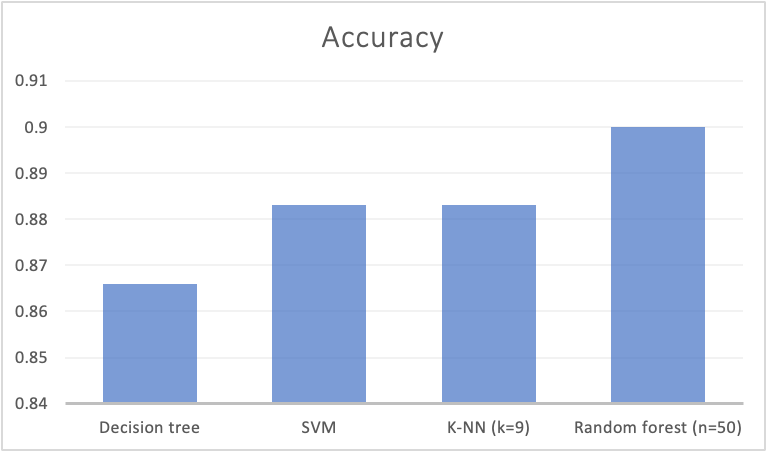 Accuracy
0.91
0.9
0.89
0.88
0.87
0.86
0.85
0.84
Decision tree
SVM
K-NN (k=9)
Random forest (n=50)